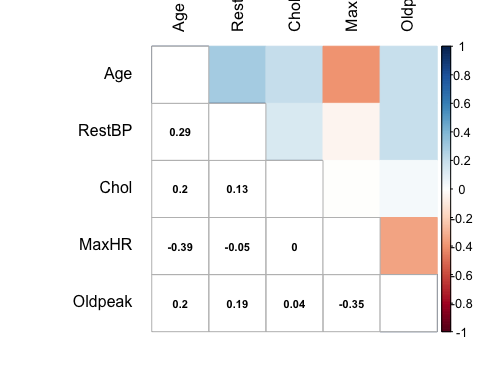 Age
Rest
Chol
Max
Oldp
Age
RestBP
Chol
MaxHR
Oldpeak
0.29
0.2 0.13
-0.39 -0.05 0
0.2 0.19 0.04 -0.35
1
0.8
0.6
0.4
0.2
0
-0.2
-0.4
-0.6
-0.8
-1